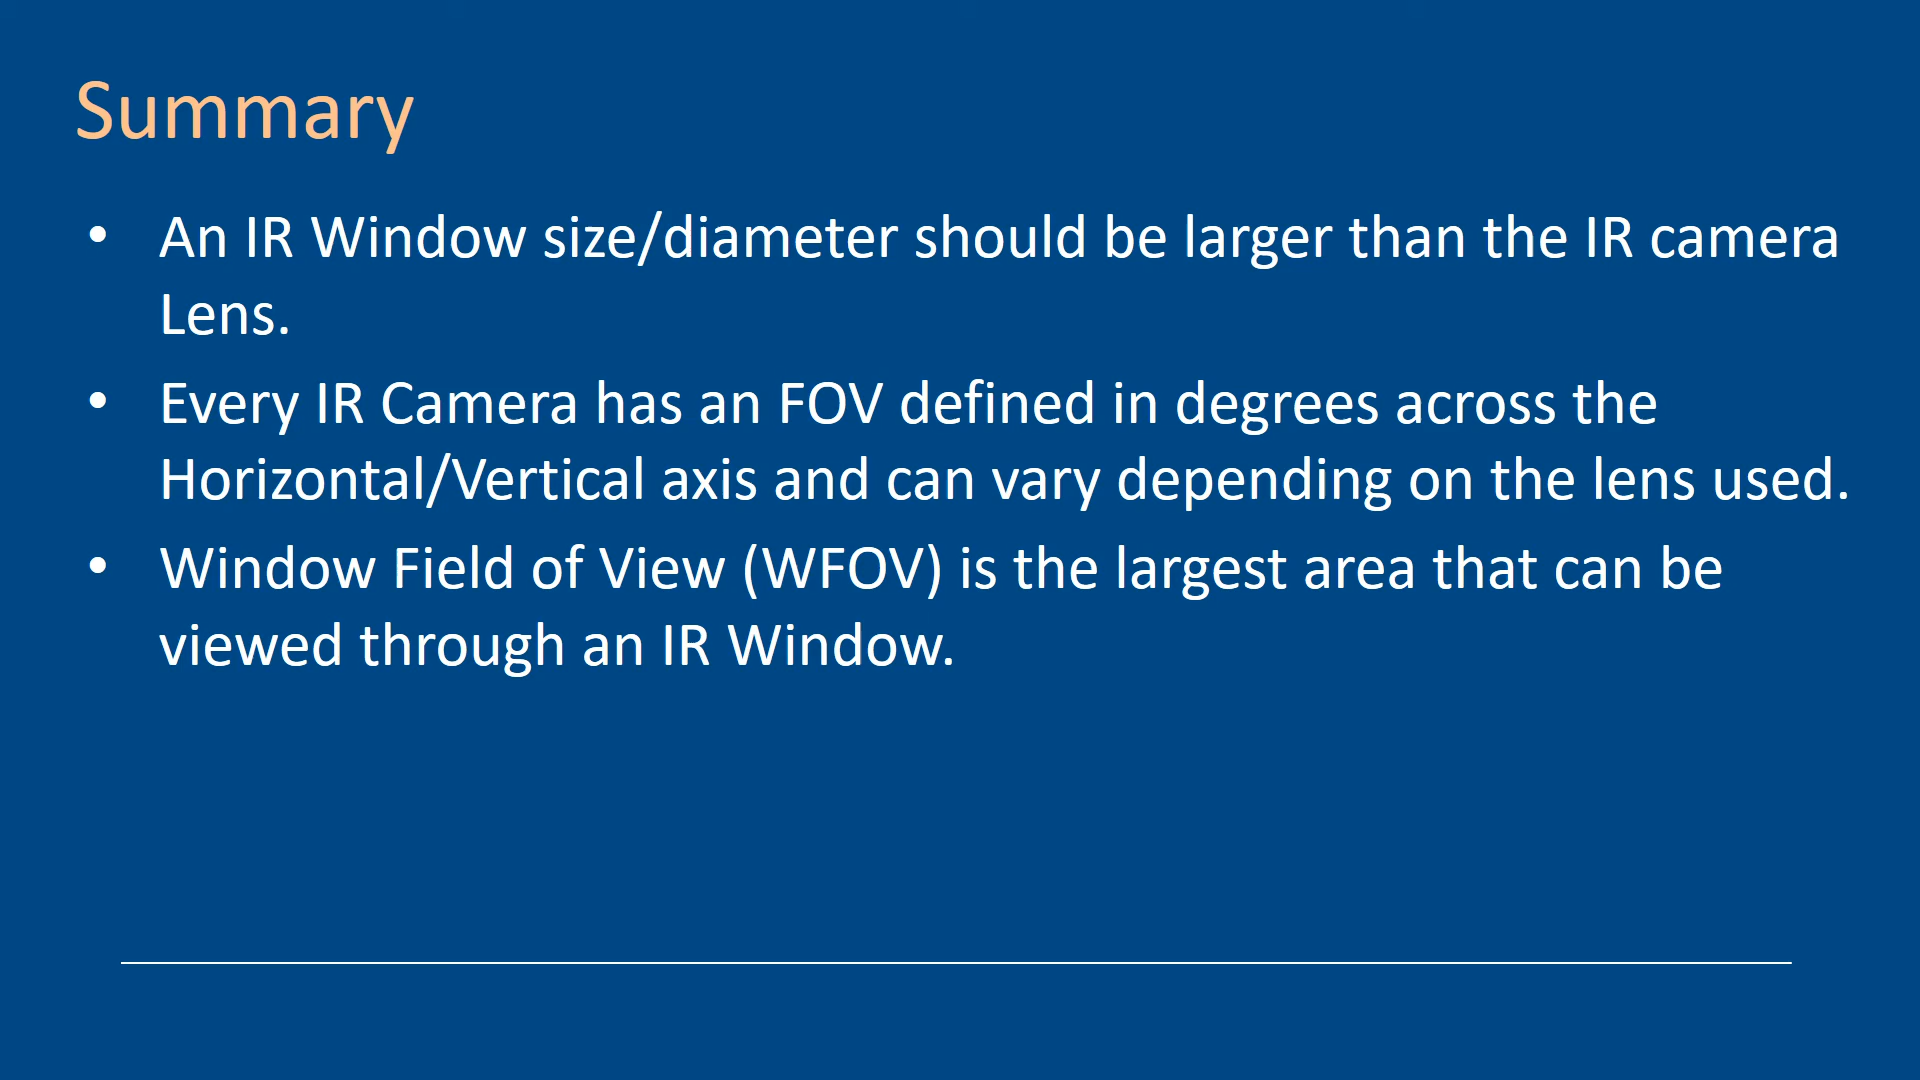 Summary
• An IR Window size/diameter should be larger than the IR camera
Lens.
• Every IR Camera has an FOV defined in degrees across the
Horizontal/Vertical axis and can vary depending on the lens used.
• Window Field of View (WFOV) is the largest area that can be
viewed through an IR Window.